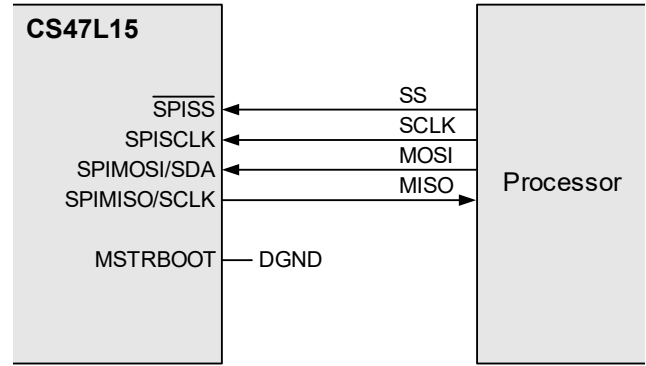 CS47L15
SPISS SS
SPISCLK SCLK
SPIMOSI/SDA MOSI
SPIMISO/SCLK MISO
Processor
MSTRBOOT DGND